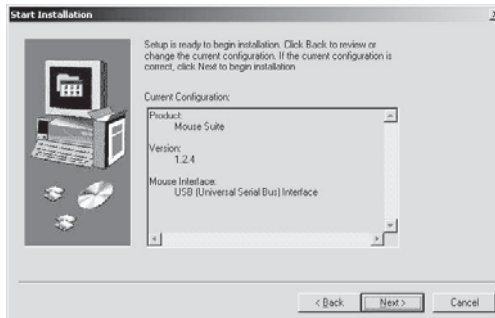 Start Installation
Setup is ready to begin installation. Click Back to review or
change the current configuration. If the current configuration is
correct, click Next to begin installation
Current Configuration:
Product:
Mouse Suite
Version:
1.2.4
Mouse Interface:
USB (Universal Serial Bus) Interface
< Back
Next >
Cancel